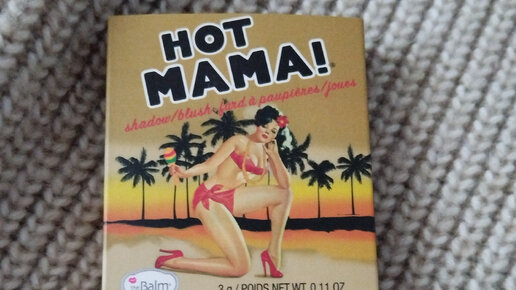 HOT
MAMA!
shadow/blush·fard à paupières/joues
the Balm®
3 g/POIDS NET WT. 0.11 OZ